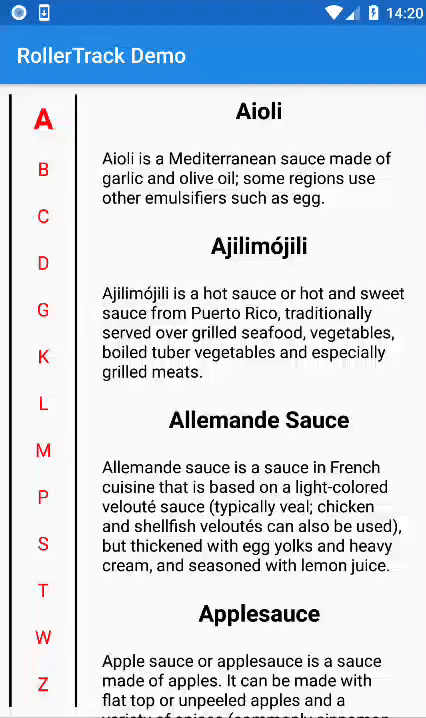 14:20
RollerTrack Demo
A
B
C
D
G
K
L
M
P
S
T
W
Z
Aioli
Aioli is a Mediterranean sauce made of
garlic and olive oil; some regions use
other emulsifiers such as egg.
Ajilimójili
Ajilimójili is a hot sauce or hot and sweet
sauce from Puerto Rico, traditionally
served over grilled seafood, vegetables,
boiled tuber vegetables and especially
grilled meats.
Allemande Sauce
Allemande sauce is a sauce in French
cuisine that is based on a light-colored
velouté sauce (typically veal; chicken
and shellfish veloutés can also be used),
but thickened with egg yolks and heavy
cream, and seasoned with lemon juice.
Applesauce
Apple sauce or applesauce is a sauce
made of apples. It can be made with
flat top or unpeeled apples and a
variety of spices (commonly cinnamon